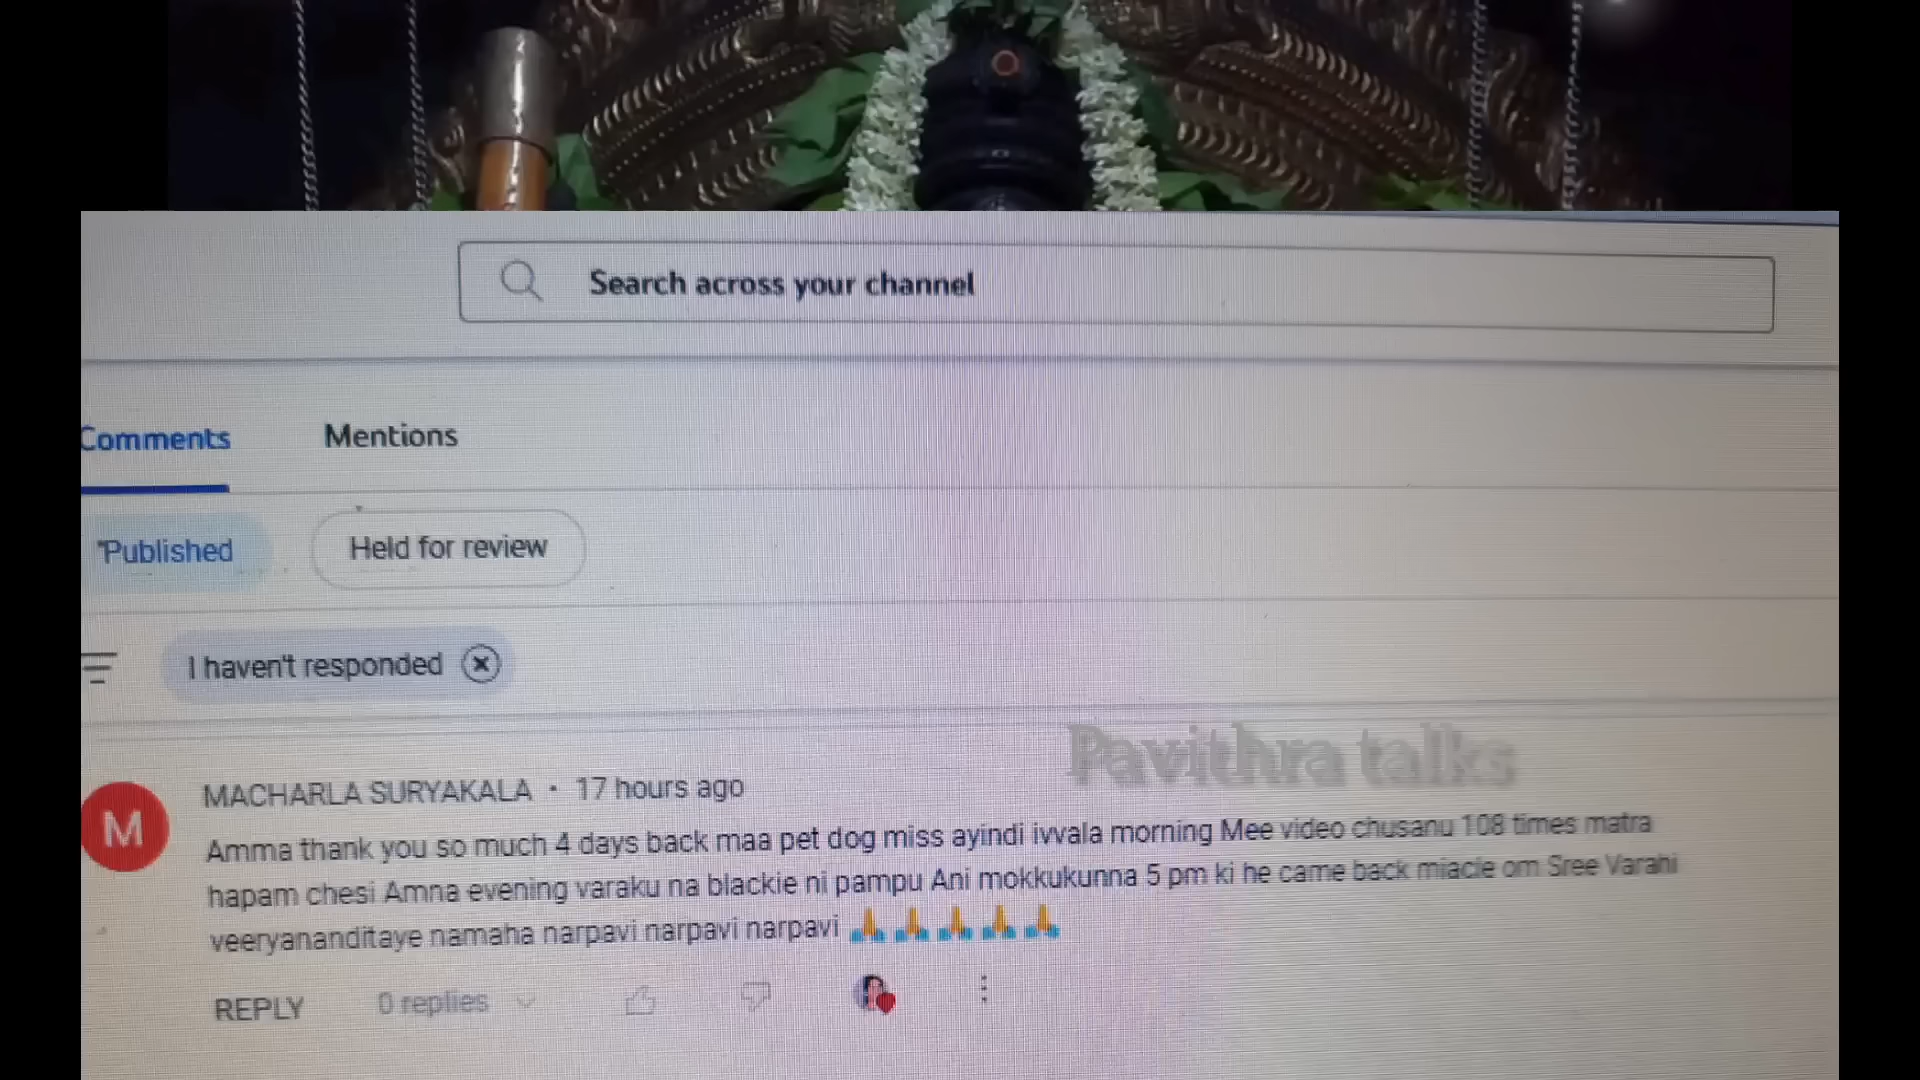 Search across your channel
Comments
Mentions
Published
Held for review
I haven't responded
Pavithra talks
MACHARLA SURYAKALA • 17 hours ago
M
Amma thank you so much 4 days back maa pet dog miss ayindi ivvala morning Mee video chusanu 108 times matra
hapam chesi Amna evening varaku na blackie ni pampu Ani mokkukunna 5 pm ki he came back miacle om Sree Varahi
veeryananditaye namaha narpavi narpavi narpavi 🙏🙏🙏🙏🙏
REPLY
0 replies